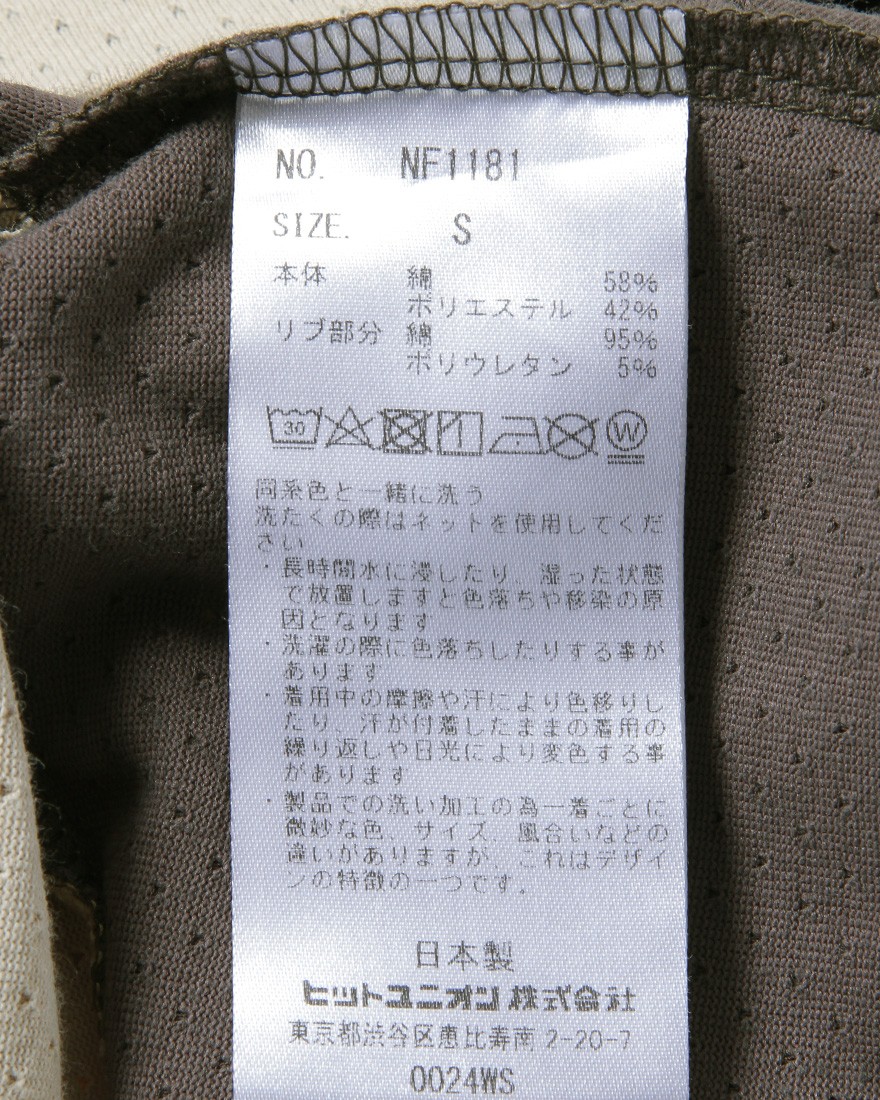 NO. NF1181
SIZE. S
本体 綿 58%
ポリエステル 42%
リブ部分 綿 95%
ポリウレタン 5%
30 W
同系色と一緒に洗う
洗たくの際はネットを使用してくだ
さい
・長時間水に浸したり、湿った状態
で放置しますと色落ちや移染の原
因となります
・洗濯の際に色落ちしたりする事が
あります
・着用中の摩擦や汗により色移りし
たり、汗が付着したままの着用の
繰り返しや日光により変色する事
があります
・製品での洗い加工の為一着ごとに
微妙な色、サイズ、風合いなどの
違いがありますが、これはデザイ
ンの特徴の一つです。
日本製
ヒットユニオン株式会社
東京都渋谷区恵比寿南2-20-7
0024WS